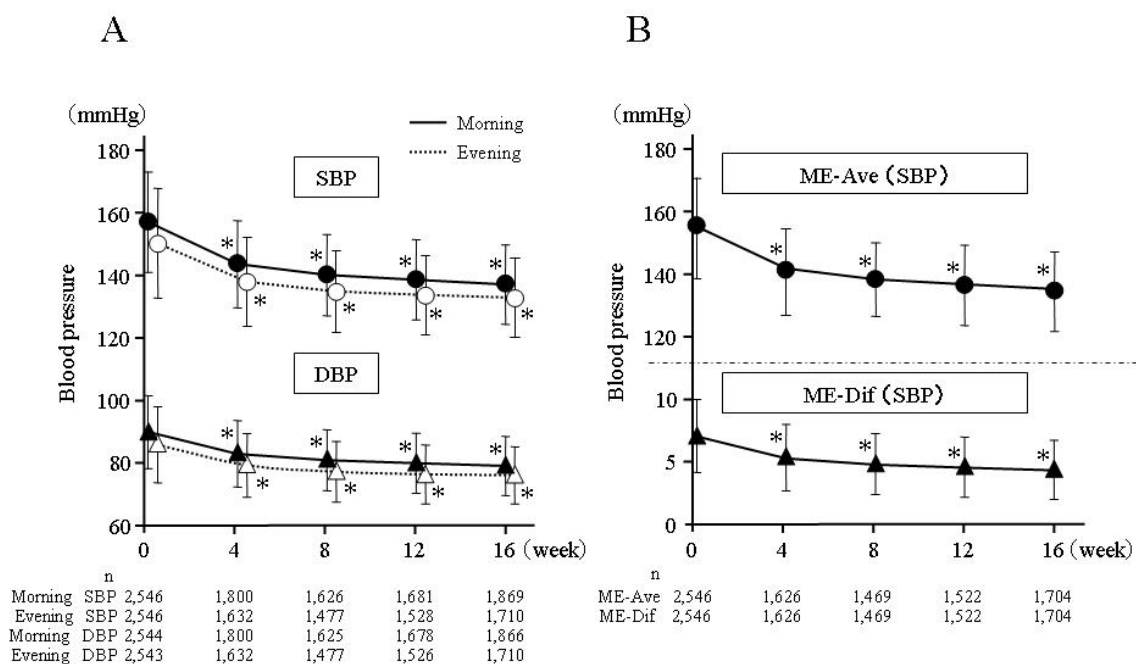 A
B
(mmHg)
Morning
Evening
SBP
DBP
Blood pressure
180
160
140
120
100
80
60
0 4 8 12 16 (week)
* * * *
* * * *
* * * *
* * * *
n
Morning SBP 2,546 1,800 1,626 1,681 1,869
Evening SBP 2,546 1,632 1,477 1,528 1,710
Morning DBP 2,544 1,800 1,625 1,678 1,866
Evening DBP 2,543 1,632 1,477 1,526 1,710
(mmHg)
ME-Ave (SBP)
ME-Dif (SBP)
Blood pressure
180
160
140
120
10
5
0
0 4 8 12 16 (week)
* * * *
* * * *
n
ME-Ave 2,546 1,626 1,469 1,522 1,704
ME-Dif 2,546 1,626 1,469 1,522 1,704